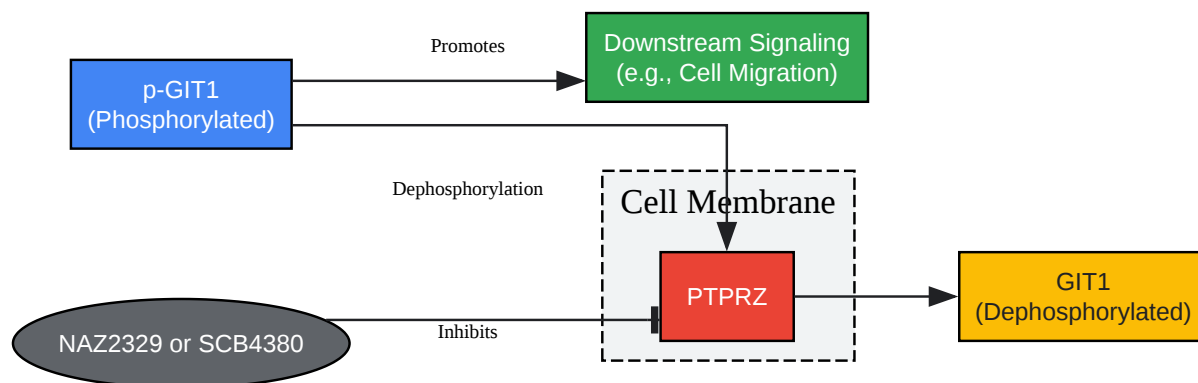 Promotes
Downstream Signaling
(e.g., Cell Migration)
p-GIT1
(Phosphorylated)
Dephosphorylation
Cell Membrane
PTPRZ
GIT1
(Dephosphorylated)
NAZ2329 or SCB4380
Inhibits